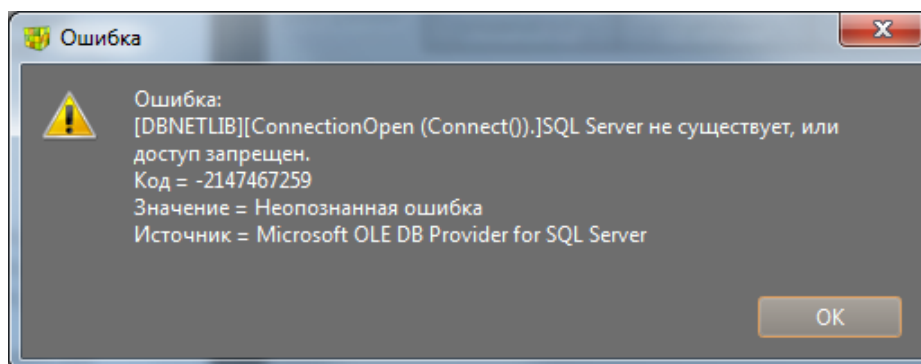 Ошибка
Ошибка:
[DBNETLIB][ConnectionOpen (Connect()).]SQL Server не существует, или
доступ запрещен.
Код = -2147467259
Значение = Неопознанная ошибка
Источник = Microsoft OLE DB Provider for SQL Server
OK